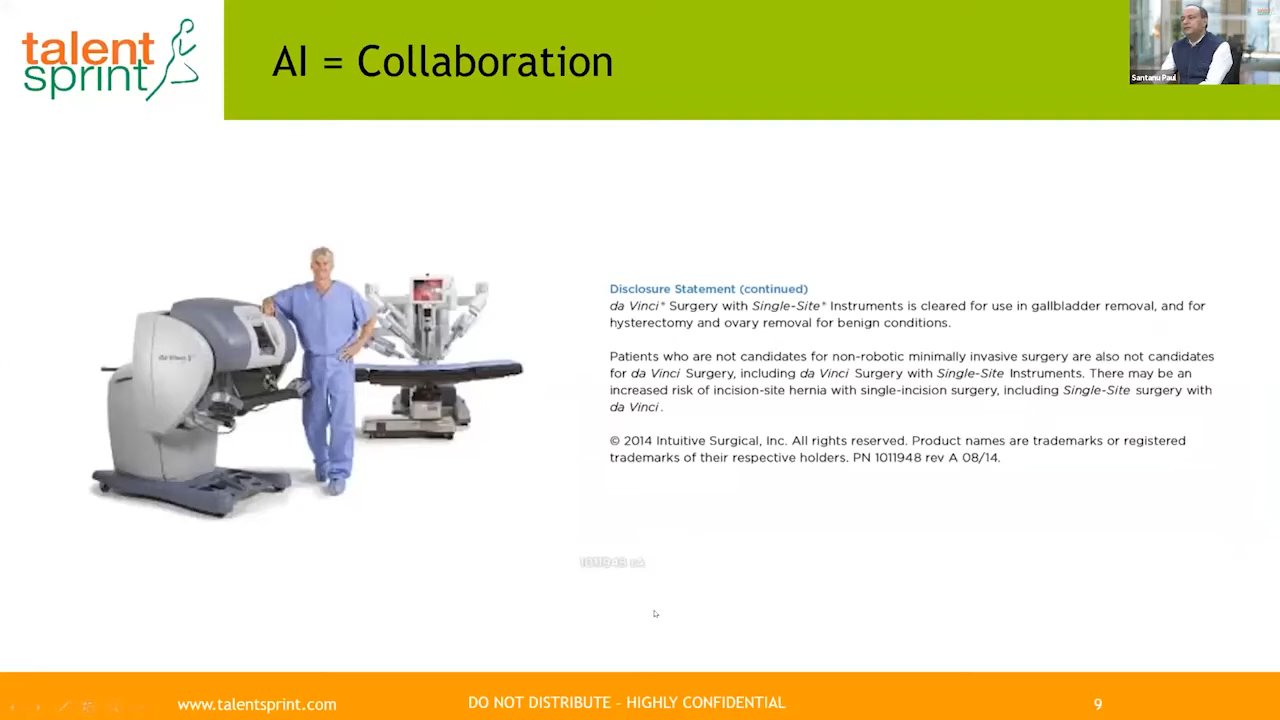 talent
sprint
AI = Collaboration
Santanu Paul
da Vinci
Disclosure Statement (continued)
da Vinci® Surgery with Single-Site® Instruments is cleared for use in gallbladder removal, and for
hysterectomy and ovary removal for benign conditions.
Patients who are not candidates for non-robotic minimally invasive surgery are also not candidates
for da Vinci Surgery, including da Vinci Surgery with Single-Site Instruments. There may be an
increased risk of incision-site hernia with single-incision surgery, including Single-Site surgery with
da Vinci.
© 2014 Intuitive Surgical, Inc. All rights reserved. Product names are trademarks or registered
trademarks of their respective holders. PN 1011948 rev A 08/14.
www.talentsprint.com
DO NOT DISTRIBUTE - HIGHLY CONFIDENTIAL
9